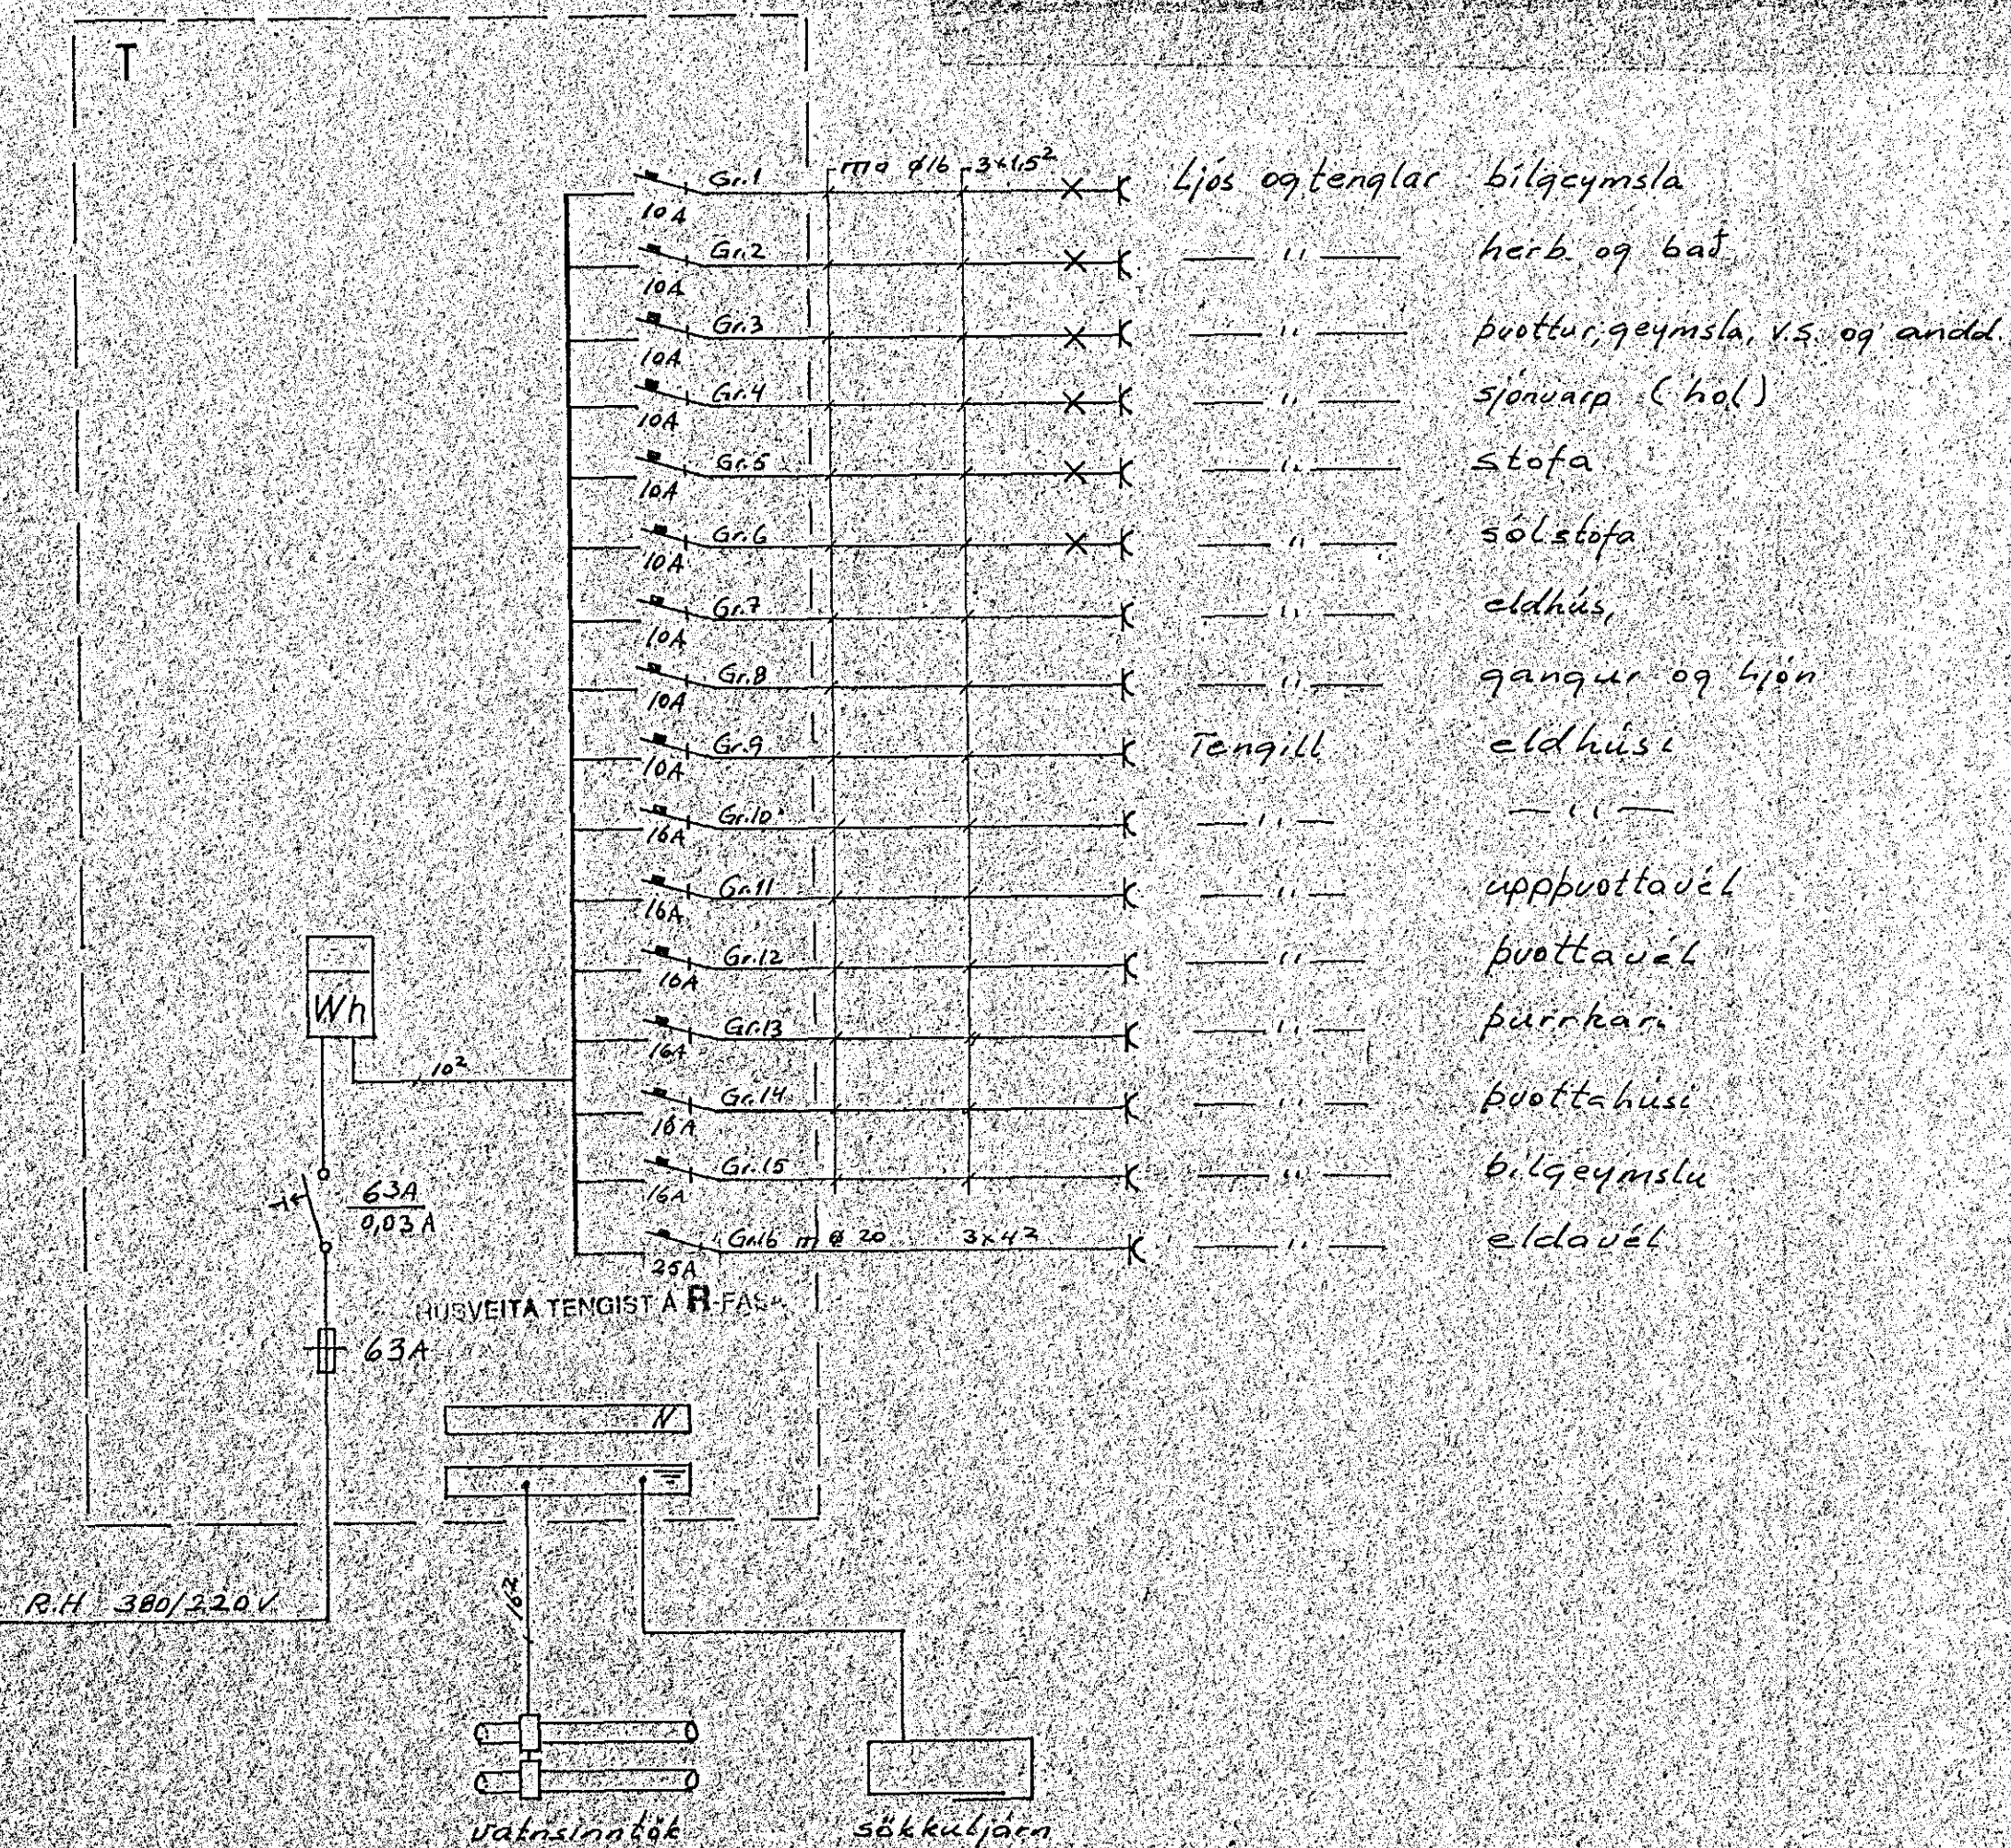 T
mø ø16 3x1,5²
Gr.1 10A Ljós og tenglar bílgeymsla
Gr.2 10A — " — herb og bað
Gr.3 10A — " — þvottur, geymsla, v.s. og andd.
Gr.4 10A — " — sjónvarp (hol)
Gr.5 10A — " — stofa
Gr.6 10A — " — sólstofa
Gr.7 10A — " — eldhús,
Gr.8 10A — " — gangur og hjón
Gr.9 10A Tengill eldhúsi
Gr.10 16A — " — — " —
Gr.11 16A — " — uppþvottavél
Gr.12 16A — " — þvottavél
Gr.13 16A — " — þurrkari
Gr.14 16A — " — þvottahúsi
Gr.15 16A — " — bílgeymslu
Gr.16 m ø 20 3x4² 25A — " — eldavél
Wh
10²
63A
0,03A
HÚSVEITA TENGIST Á R-FASA
63A
N
R.H 380/220V
16²
vatnsinntök
sökkuljárn